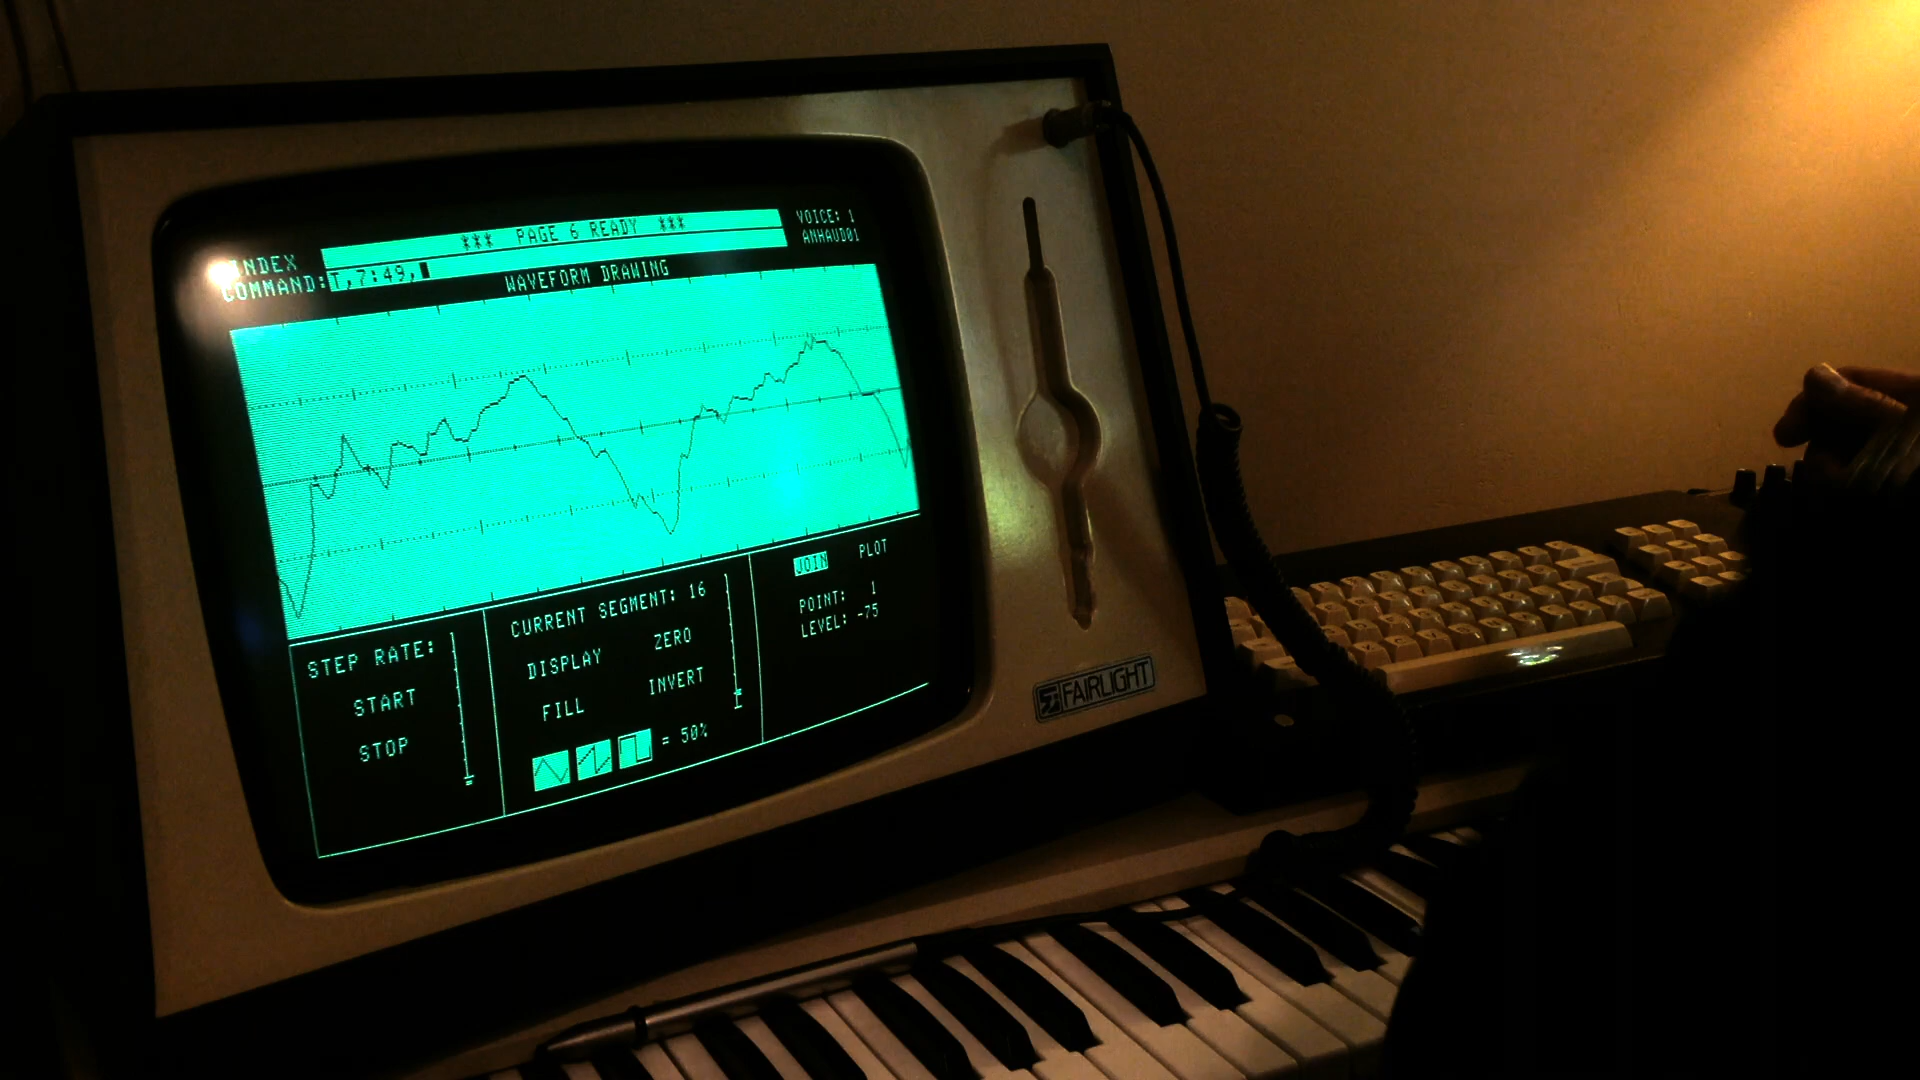 *** PAGE 6 READY ***
VOICE: 1
INDEX
ANHAUD01
COMMAND:T,7:49,
WAVEFORM DRAWING
STEP RATE:
START
STOP
CURRENT SEGMENT: 16
DISPLAY ZERO
FILL INVERT
= 50%
JOIN PLOT
POINT: 1
LEVEL: -75
FAIRLIGHT